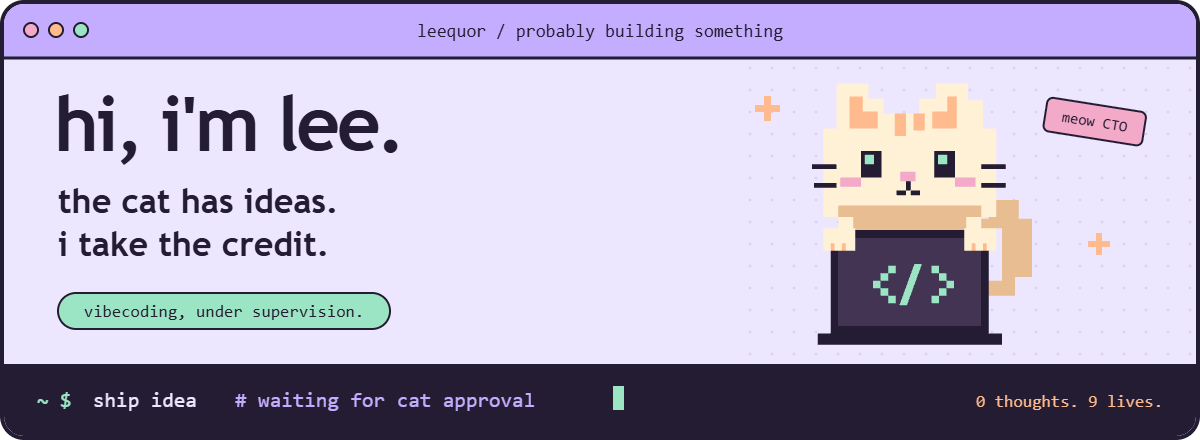 leequor / probably building something
hi, i'm lee.
meow CTO
the cat has ideas.
i take the credit.
</>
vibecoding, under supervision.
~ $ ship idea # waiting for cat approval
0 thoughts. 9 lives.